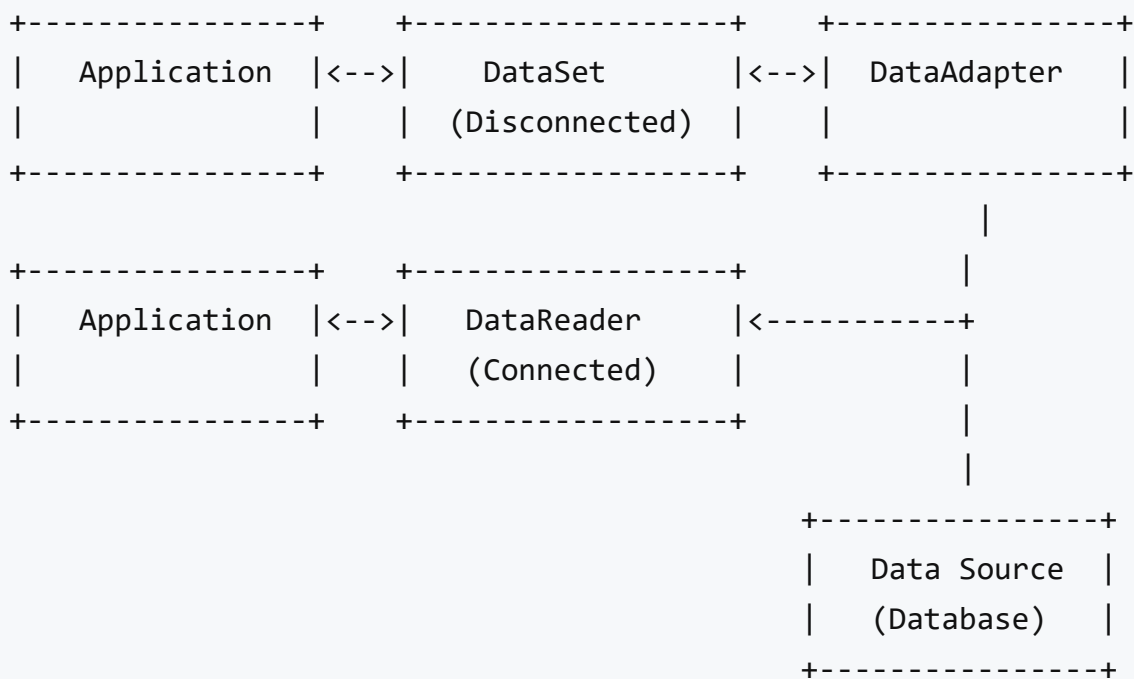 +----------------+    +------------------+    +----------------+
|   Application  |<-->|    DataSet       |<-->|  DataAdapter   |
|                |    |  (Disconnected)  |    |                |
+----------------+    +------------------+    +----------------+
                                                       |
+----------------+    +------------------+            |
|   Application  |<-->|   DataReader     |<-----------+
|                |    |   (Connected)    |            |
+----------------+    +------------------+            |
                                                      |
                                             +----------------+
                                             |   Data Source  |
                                             |   (Database)   |
                                             +----------------+